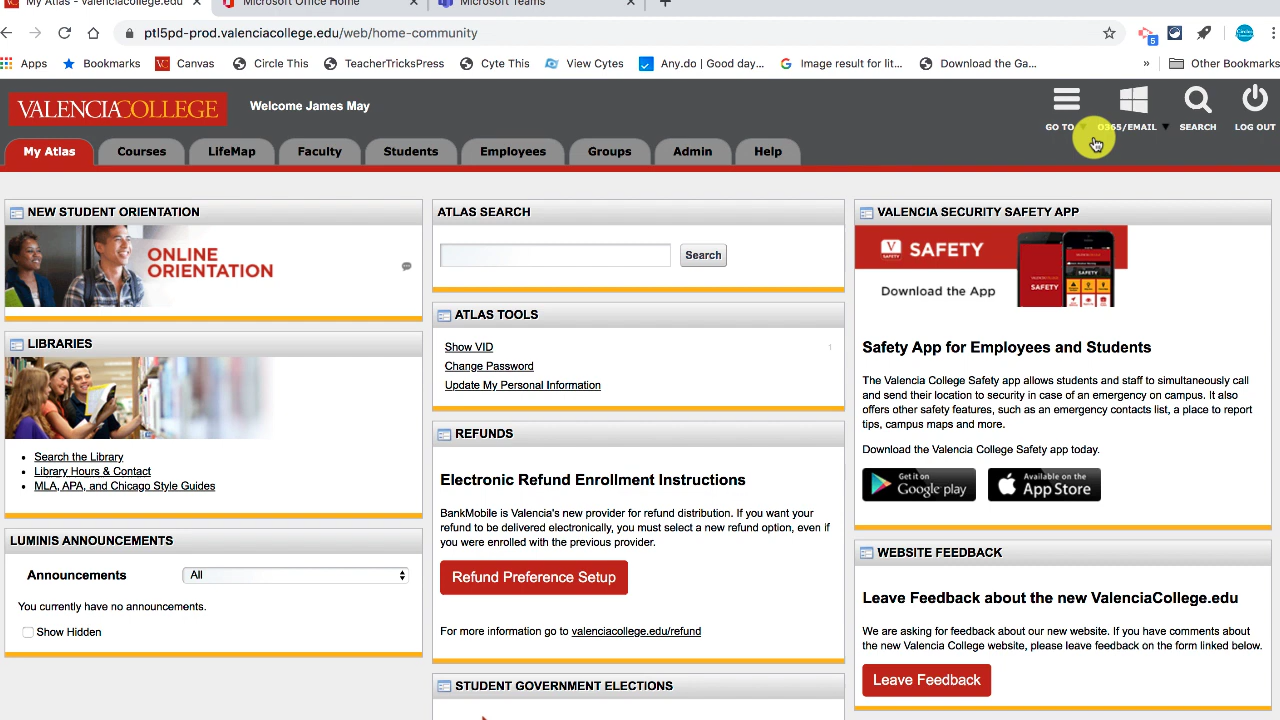 My Atlas - valenciacollege.edu
Microsoft Office Home
Microsoft Teams
ptl5pd-prod.valenciacollege.edu/web/home-community
5
Apps
Bookmarks
VC
Canvas
Circle This
TeacherTricksPress
Cyte This
View Cytes
Any.do | Good day...
Image result for lit...
Download the Ga...
»
Other Bookmarks
VALENCIACOLLEGE
Welcome James May
GO TO
O365/EMAIL
SEARCH
LOG OUT
My Atlas
Courses
LifeMap
Faculty
Students
Employees
Groups
Admin
Help
NEW STUDENT ORIENTATION
ONLINE
ORIENTATION
LIBRARIES
Search the Library
Library Hours & Contact
MLA, APA, and Chicago Style Guides
LUMINIS ANNOUNCEMENTS
Announcements
All
You currently have no announcements.
Show Hidden
ATLAS SEARCH
Search
ATLAS TOOLS
Show VID
1
Change Password
Update My Personal Information
REFUNDS
Electronic Refund Enrollment Instructions
BankMobile is Valencia's new provider for refund distribution. If you want your
refund to be delivered electronically, you must select a new refund option, even if
you were enrolled with the previous provider.
Refund Preference Setup
For more information go to valenciacollege.edu/refund
STUDENT GOVERNMENT ELECTIONS
VALENCIA SECURITY SAFETY APP
V
SAFETY
SAFETY
Download the App
SAFETY
Safety App for Employees and Students
The Valencia College Safety app allows students and staff to simultaneously call
and send their location to security in case of an emergency on campus. It also
offers other safety features, such as an emergency contacts list, a place to report
tips, campus maps and more.
Download the Valencia College Safety app today.
Get it on
Google play
Available on the
App Store
WEBSITE FEEDBACK
Leave Feedback about the new ValenciaCollege.edu
We are asking for feedback about our new website. If you have comments about
the new Valencia College website, please leave feedback on the form linked below.
Leave Feedback